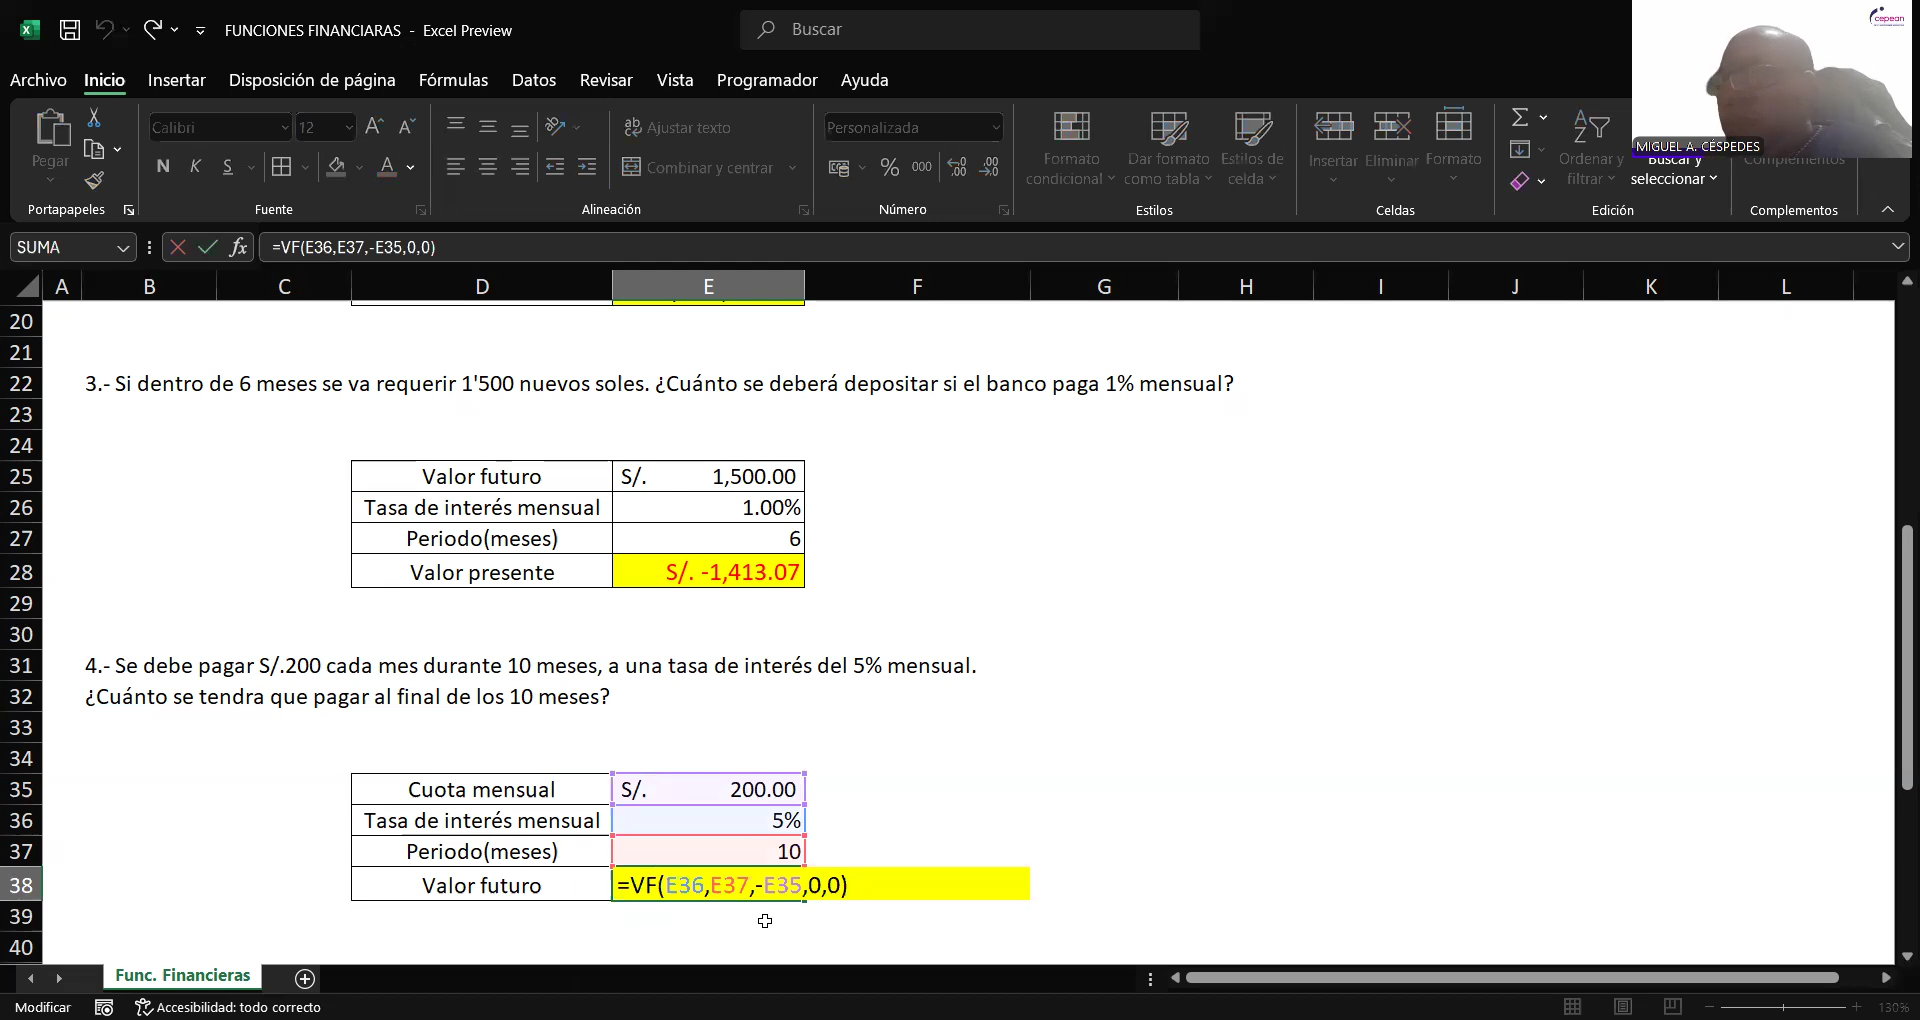 FUNCIONES FINANCIARAS - Excel Preview
Buscar
cepean
Archivo Inicio Insertar Disposición de página Fórmulas Datos Revisar Vista Programador Ayuda
MIGUEL A. CÉSPEDES
Pegar
Calibri 12
N K S
Ajustar texto
Combinar y centrar
Personalizada
% 000
Formato condicional
Dar formato como tabla
Estilos de celda
Insertar Eliminar Formato
Ordenar y filtrar
Buscar y seleccionar
Complementos
Portapapeles Fuente Alineación Número Estilos Celdas Edición Complementos
SUMA fx =VF(E36,E37,-E35,0,0)
A B C D E F G H I J K L
20
21
22 3.- Si dentro de 6 meses se va requerir 1'500 nuevos soles. ¿Cuánto se deberá depositar si el banco paga 1% mensual?
23
24
25 Valor futuro S/. 1,500.00
26 Tasa de interés mensual 1.00%
27 Periodo(meses) 6
28 Valor presente S/. -1,413.07
29
30
31 4.- Se debe pagar S/.200 cada mes durante 10 meses, a una tasa de interés del 5% mensual.
32 ¿Cuánto se tendra que pagar al final de los 10 meses?
33
34
35 Cuota mensual S/. 200.00
36 Tasa de interés mensual 5%
37 Periodo(meses) 10
38 Valor futuro =VF(E36,E37,-E35,0,0)
39
40
Func. Financieras
Modificar Accesibilidad: todo correcto 130%